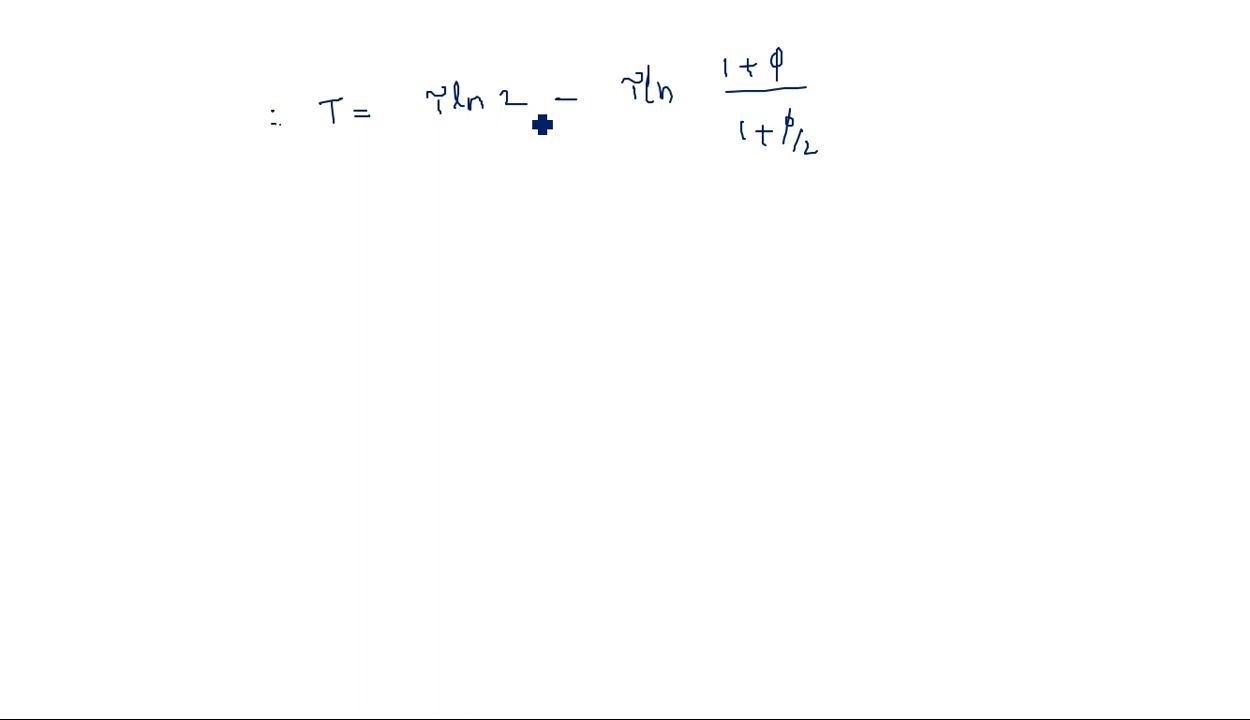 ∴ T = τ ln 2 - τ ln (1 + p)/(1 + p/2)